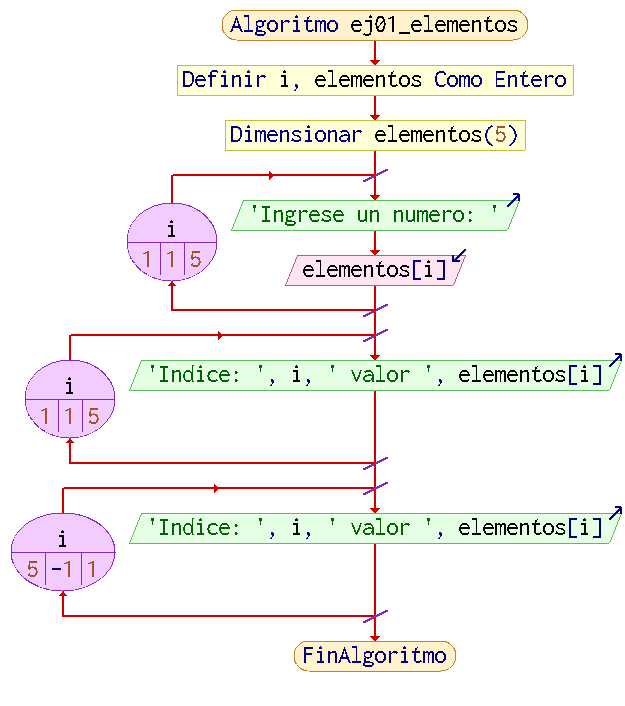 Algoritmo ej01_elementos
Definir i, elementos Como Entero
Dimensionar elementos(5)
'Ingrese un numero: '
i
1 1 5
elementos[i]
'Indice: ', i, ' valor ', elementos[i]
i
1 1 5
'Indice: ', i, ' valor ', elementos[i]
i
5 -1 1
FinAlgoritmo